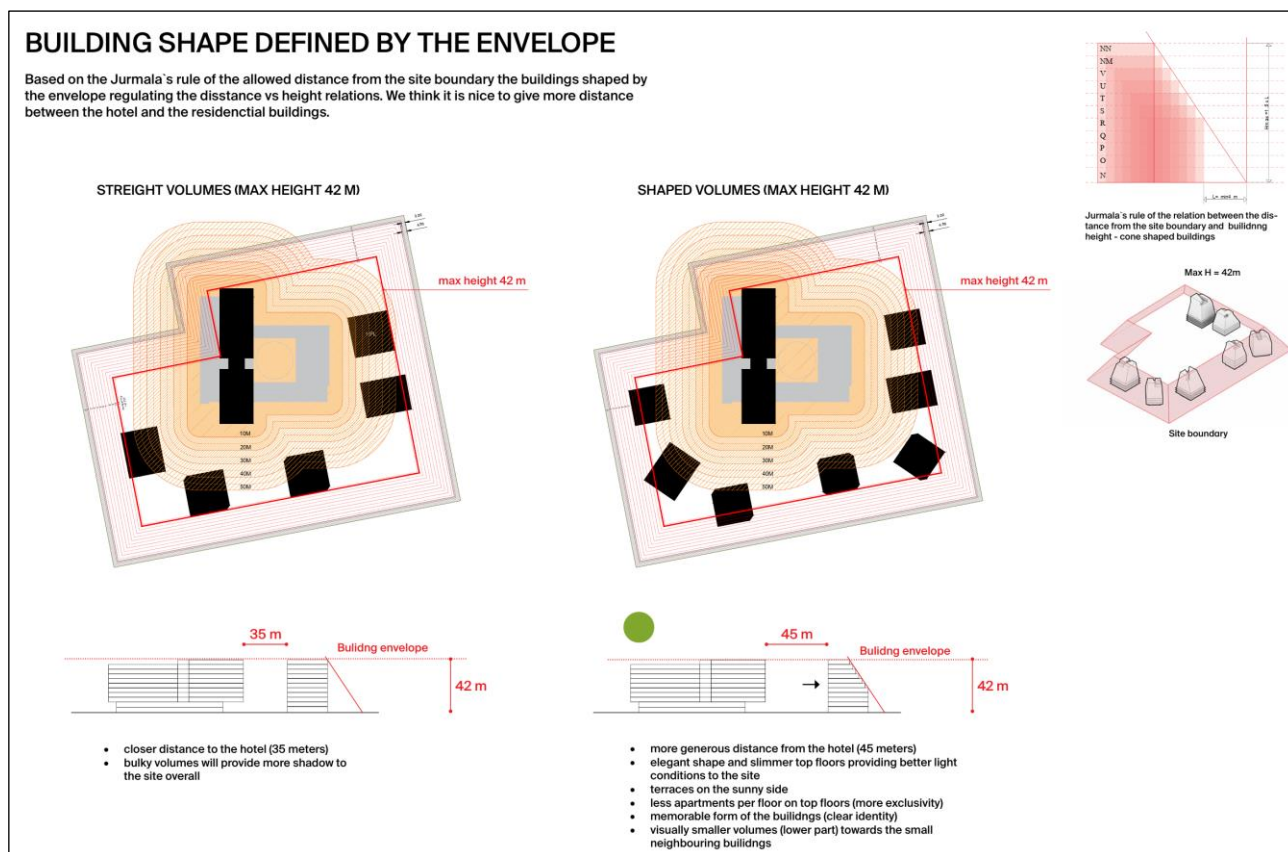 BUILDING SHAPE DEFINED BY THE ENVELOPE
Based on the Jurmala`s rule of the allowed distance from the site boundary the buildings shaped by
the envelope regulating the disstance vs height relations. We think it is nice to give more distance
between the hotel and the residenctial buildings.
STREIGHT VOLUMES (MAX HEIGHT 42 M)
max height 42 m
10M
20M
30M
40M
50M
35 m
Bulidng envelope
42 m
• closer distance to the hotel (35 meters)
• bulky volumes will provide more shadow to
the site overall
SHAPED VOLUMES (MAX HEIGHT 42 M)
max height 42 m
10M
20M
30M
40M
50M
45 m
Bulidng envelope
42 m
• more generous distance from the hotel (45 meters)
• elegant shape and slimmer top floors providing better light
conditions to the site
• terraces on the sunny side
• less apartments per floor on top floors (more exclusivity)
• memorable form of the builidngs (clear identity)
• visually smaller volumes (lower part) towards the small
neighbouring builidngs
NN
NM
V
U
T
S
R
Q
P
O
N
Jurmala`s rule of the relation between the dis-
tance from the site boundary and builidng
height - cone shaped buildings
Max H = 42m
Site boundary